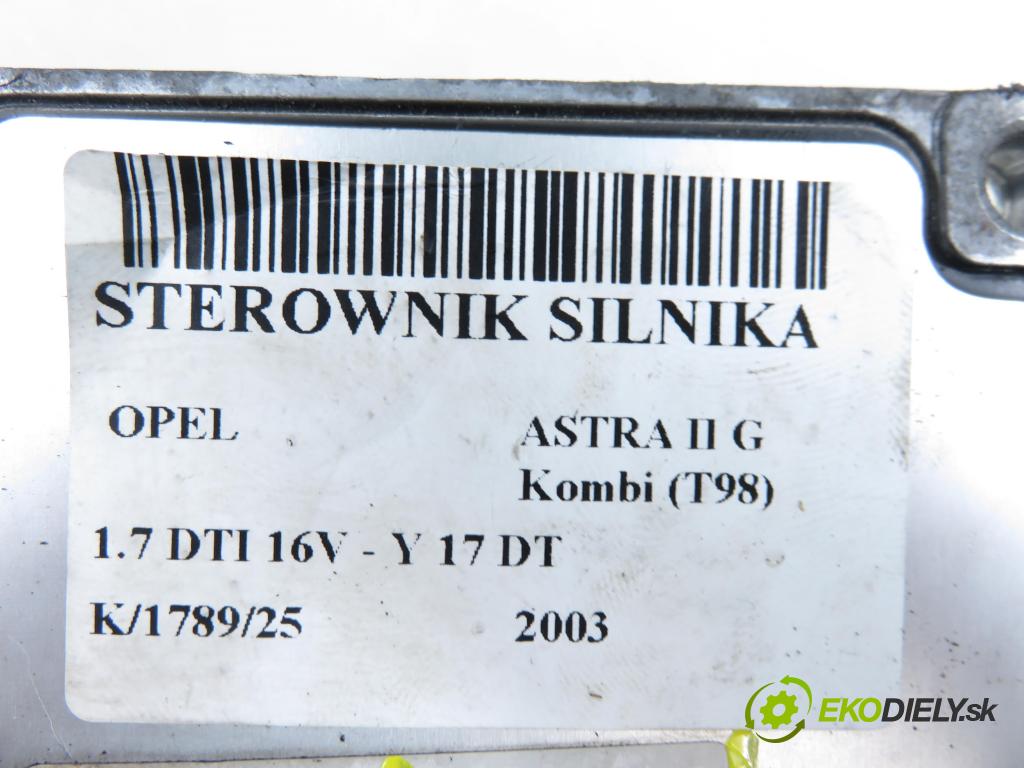 STEROWNIK SILNIKA
OPEL ASTRA II G
Kombi (T98)
1.7 DTI 16V - Y 17 DT
K/1789/25 2003
EKODIELY.sk